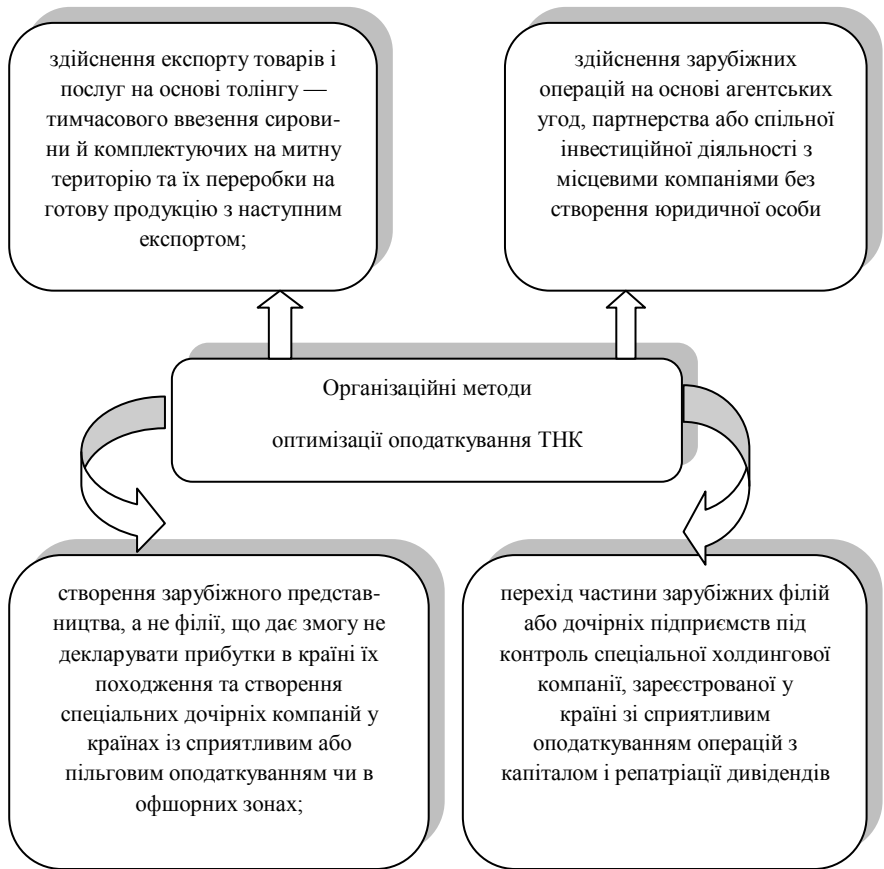 здійснення експорту товарів і
послуг на основі толінгу —
тимчасового ввезення сирови-
ни й комплектуючих на митну
територію та їх переробки на
готову продукцію з наступним
експортом;
здійснення зарубіжних
операцій на основі агентських
угод, партнерства або спільної
інвестиційної діяльності з
місцевими компаніями без
створення юридичної особи
Організаційні методи
оптимізації оподаткування ТНК
створення зарубіжного представ-
ництва, а не філії, що дає змогу не
декларувати прибутки в країні їх
походження та створення
спеціальних дочірніх компаній у
країнах із сприятливим або
пільговим оподаткуванням чи в
офшорних зонах;
перехід частини зарубіжних філій
або дочірніх підприємств під
контроль спеціальної холдингової
компанії, зареєстрованої у
країні зі сприятливим
оподаткуванням операцій з
капіталом і репатріації дивідендів